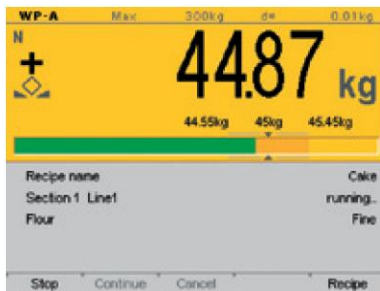 WP-A Max 300kg d= 0.01kg
N
+ 44.87 kg
44.55kg 45kg 45.45kg
Recipe name Cake
Section 1 Line1 running..
Flour Fine
Stop Continue Cancel Recipe